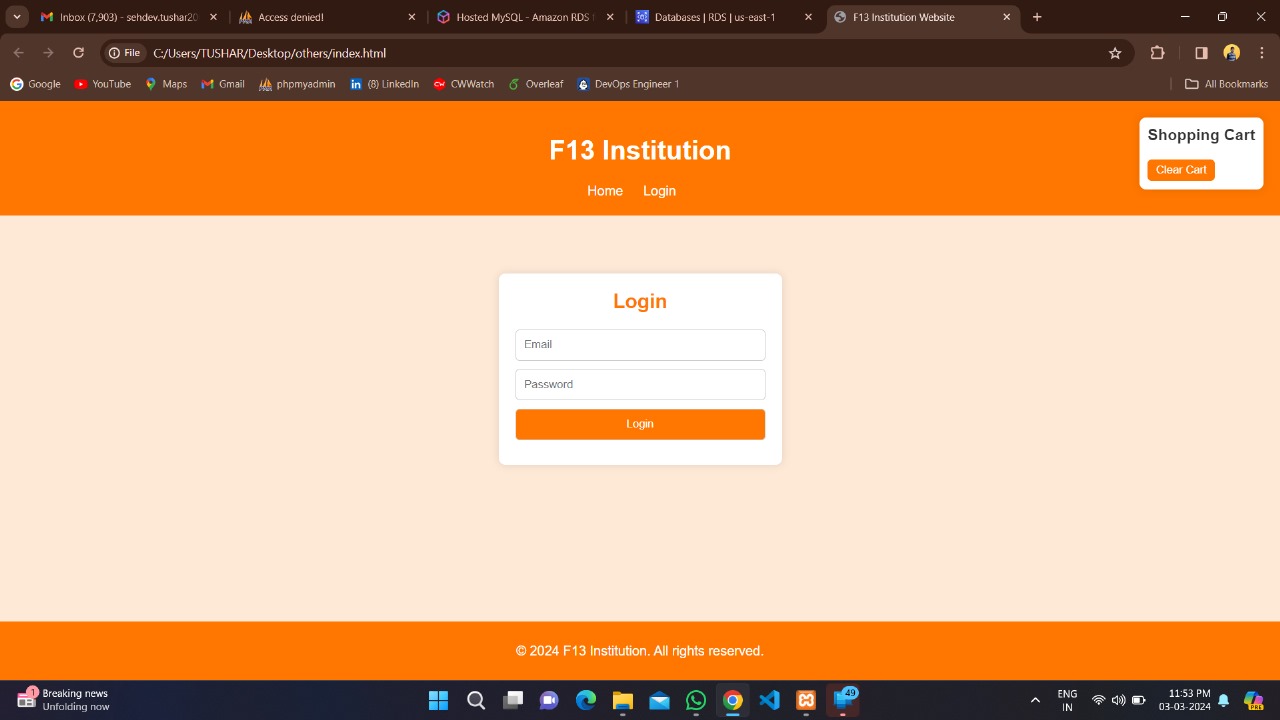 Inbox (7,903) - sehdev.tushar20
Access denied!
Hosted MySQL - Amazon RDS f
Databases | RDS | us-east-1
F13 Institution Website
File
C:/Users/TUSHAR/Desktop/others/index.html
Google
YouTube
Maps
Gmail
phpmyadmin
(8) LinkedIn
CWWatch
Overleaf
DevOps Engineer 1
All Bookmarks
F13 Institution
Home Login
Shopping Cart
Clear Cart
Login
Email
Password
Login
© 2024 F13 Institution. All rights reserved.
1
Breaking news
Unfolding now
49
ENG
IN
11:53 PM
03-03-2024
PRE